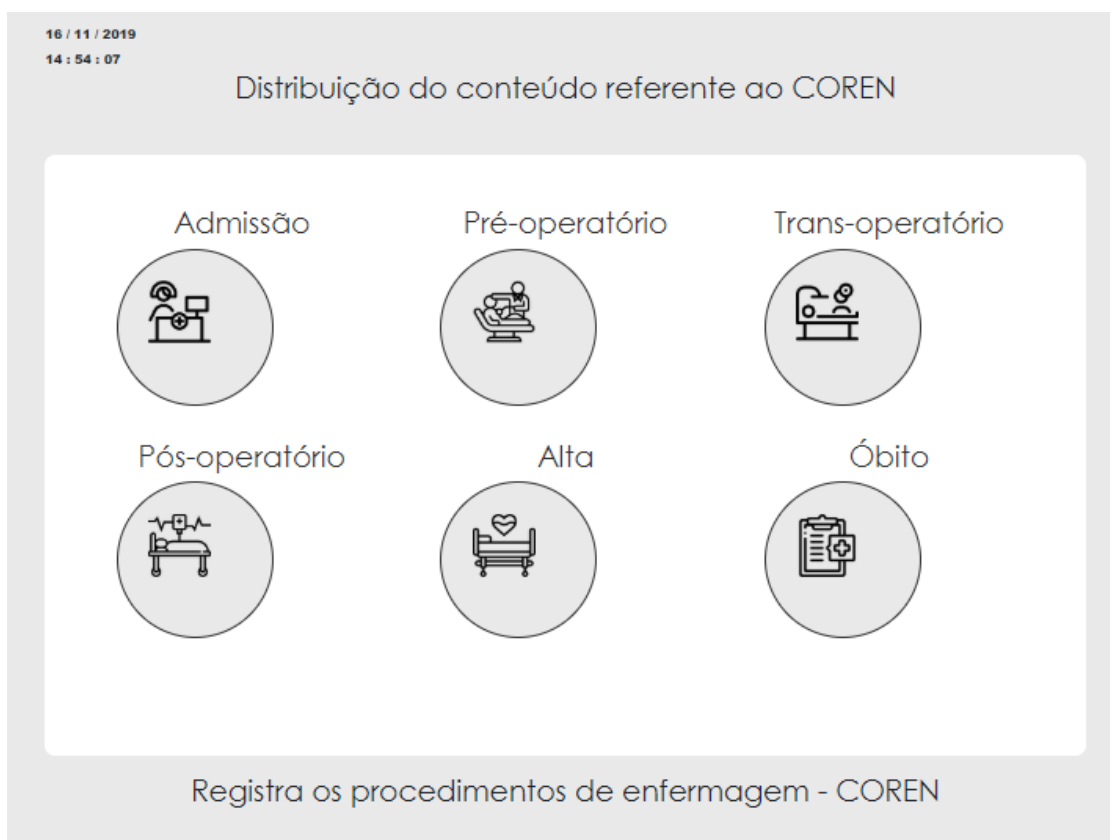 16 / 11 / 2019
14 : 54 : 07
Distribuição do conteúdo referente ao COREN
Admissão
Pré-operatório
Trans-operatório
Pós-operatório
Alta
Óbito
Registra os procedimentos de enfermagem - COREN